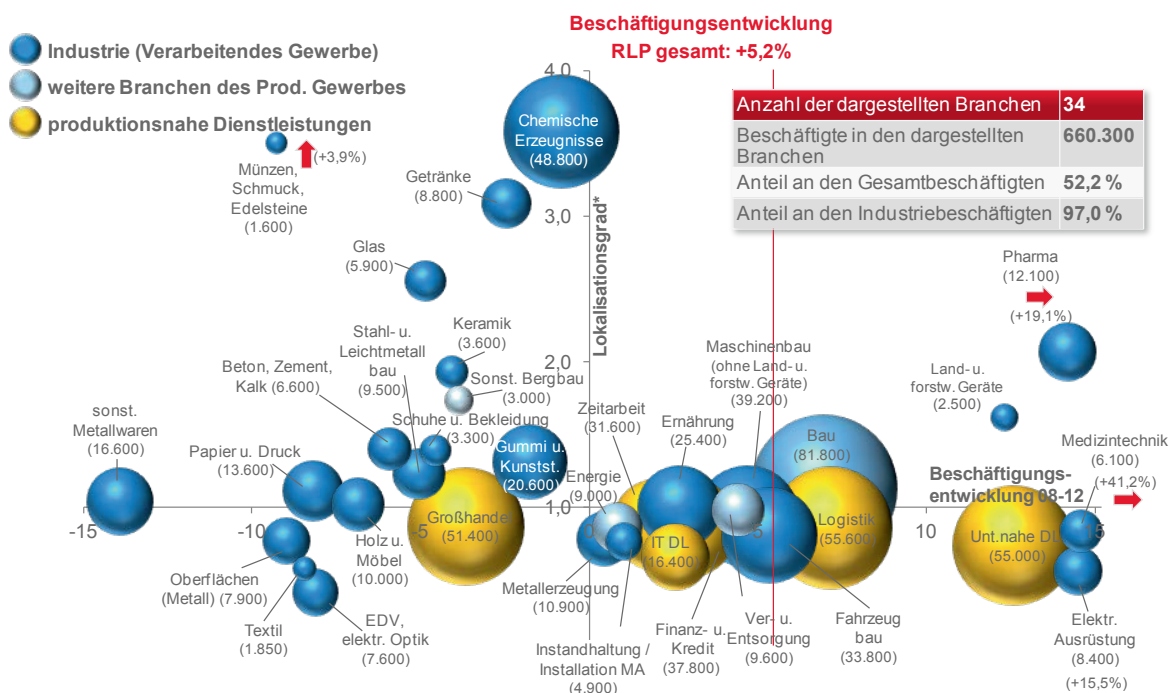 Beschäftigungsentwicklung
RLP gesamt: +5,2%
Industrie (Verarbeitendes Gewerbe)
weitere Branchen des Prod. Gewerbes
produktionsnahe Dienstleistungen
4,0
3,0
2,0
1,0
Lokalisationsgrad*
Anzahl der dargestellten Branchen 34
Beschäftigte in den dargestellten
Branchen 660.300
Anteil an den Gesamtbeschäftigten 52,2 %
Anteil an den Industriebeschäftigten 97,0 %
Chemische
Erzeugnisse
(48.800)
(+3,9%)
Münzen,
Schmuck,
Edelsteine
(1.600)
Getränke
(8.800)
Glas
(5.900)
Pharma
(12.100)
(+19,1%)
Keramik
(3.600)
Stahl- u.
Leichtmetall
bau
(9.500)
Beton, Zement,
Kalk (6.600)
Sonst. Bergbau
(3.000)
Schuhe u. Bekleidung
(3.300)
Maschinenbau
(ohne Land- u.
forstw. Geräte)
(39.200)
Land- u.
forstw. Geräte
(2.500)
sonst.
Metallwaren
(16.600)
Papier u. Druck
(13.600)
Gummi u.
Kunstst.
(20.600)
Zeitarbeit
(31.600)
Ernährung
(25.400)
Bau
(81.800)
Medizintechnik
(6.100)
(+41,2%)
Energie
(9.000)
Beschäftigungs-
entwicklung 08-12
-15
-10
-5
5
10
15
Großhandel
(51.400)
IT DL
(16.400)
Logistik
(55.600)
Unt.nahe DL
(55.000)
Holz u.
Möbel
(10.000)
Oberflächen
(Metall) (7.900)
Textil
(1.850)
EDV,
elektr. Optik
(7.600)
Metallerzeugung
(10.900)
Instandhaltung /
Installation MA
(4.900)
Finanz- u.
Kredit
(37.800)
Ver- u.
Entsorgung
(9.600)
Fahrzeug
bau
(33.800)
Elektr.
Ausrüstung
(8.400)
(+15,5%)